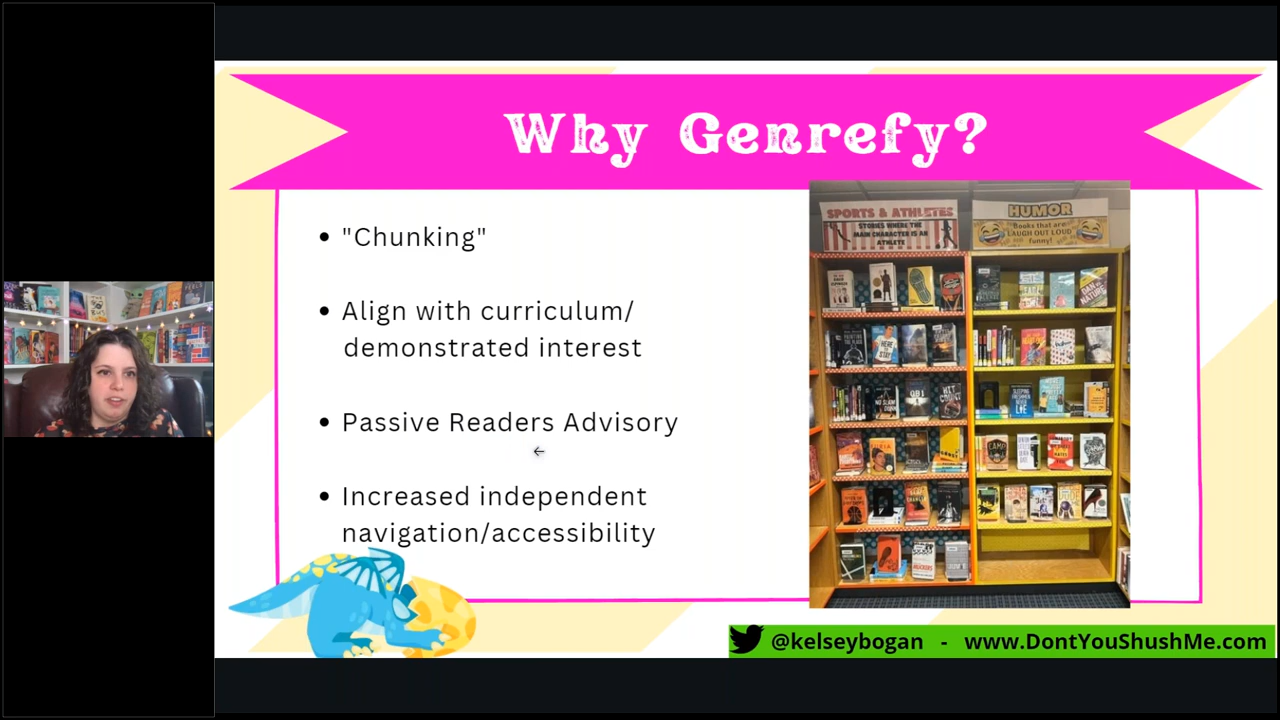 Why Genrefy?
• "Chunking"
• Align with curriculum/
demonstrated interest
• Passive Readers Advisory
• Increased independent
navigation/accessibility
SPORTS & ATHLETES
STORIES WHERE THE
MAIN CHARACTER IS AN
ATHLETE
HUMOR
Books that are
LAUGH OUT LOUD
funny!
@kelseybogan - www.DontYouShushMe.com